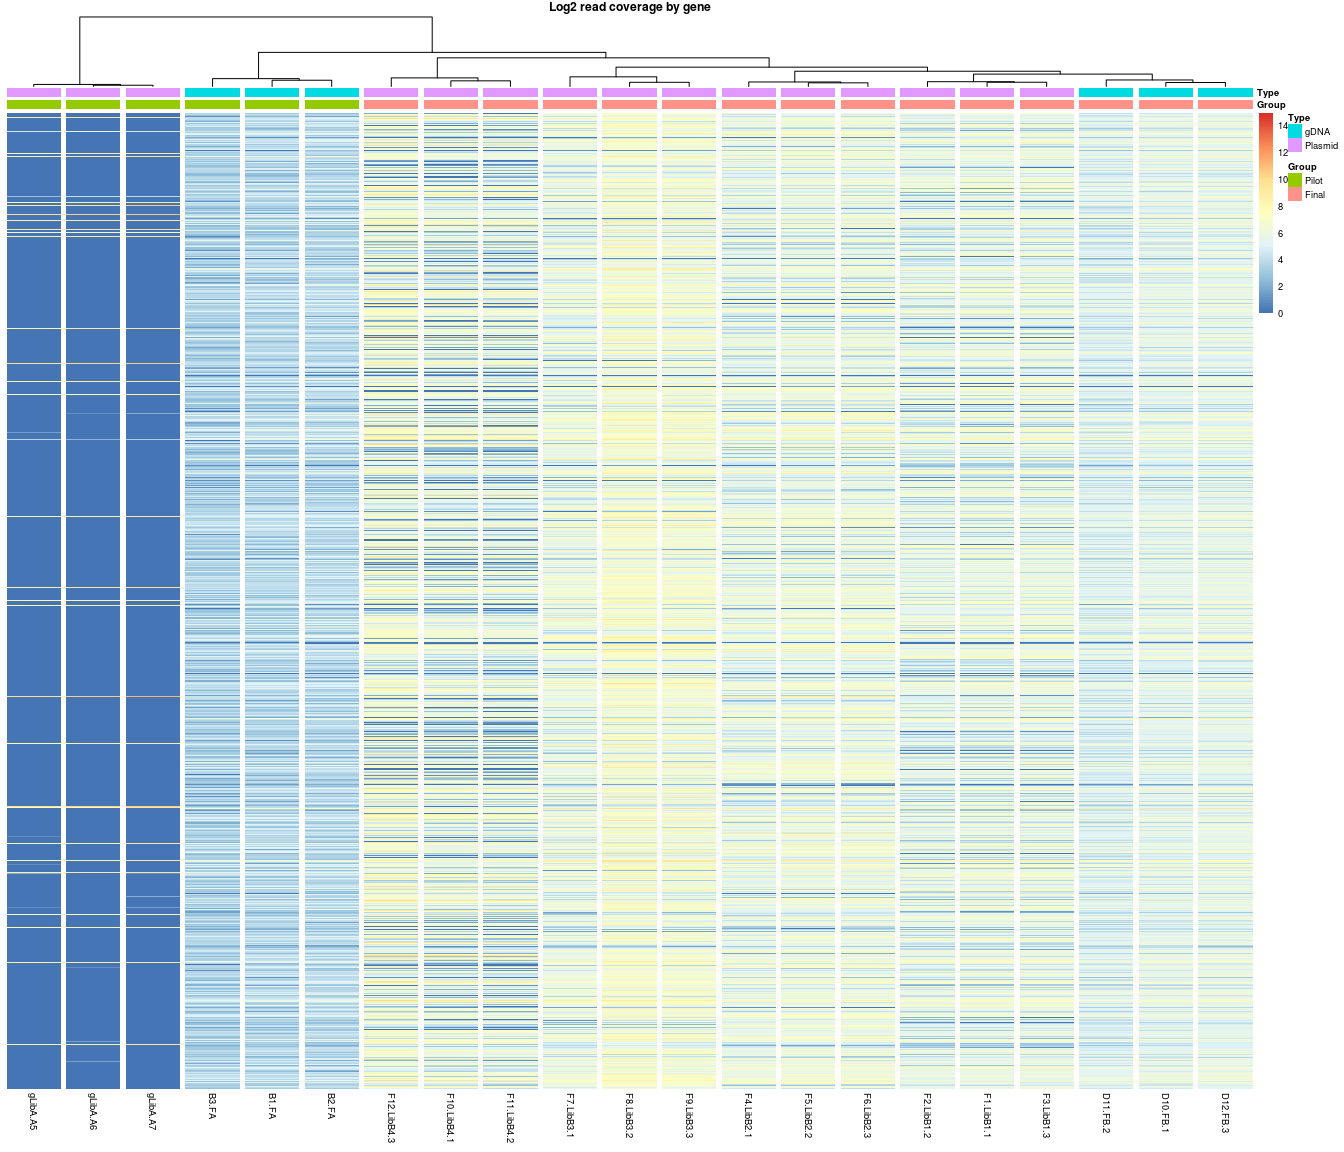 Log2 read coverage by gene
Type
Group
14
12
10
8
6
4
2
0
Type
gDNA
Plasmid
Group
Pilot
Final
gLibA.A5
gLibA.A6
gLibA.A7
B3.FA
B1.FA
B2.FA
F12.LibB4.3
F10.LibB4.1
F11.LibB4.2
F7.LibB3.1
F8.LibB3.2
F9.LibB3.3
F4.LibB2.1
F5.LibB2.2
F6.LibB2.3
F2.LibB1.2
F1.LibB1.1
F3.LibB1.3
D11.FB.2
D10.FB.1
D12.FB.3